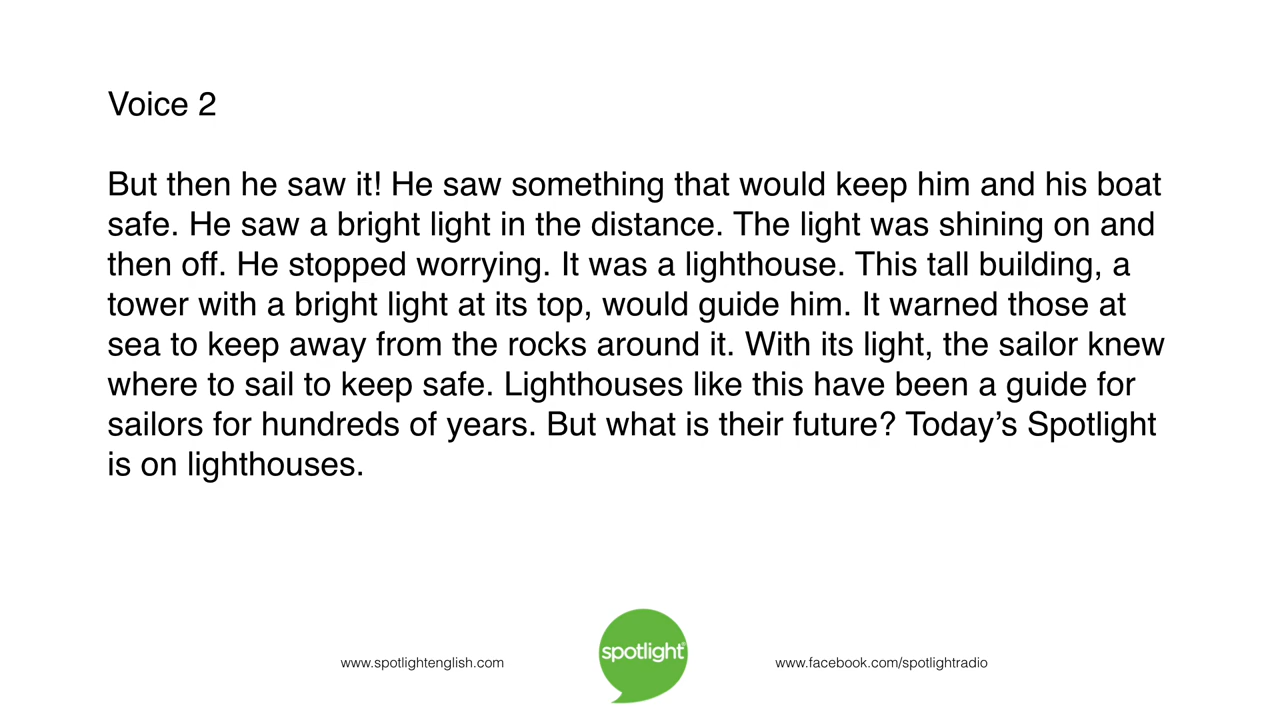 Voice 2
But then he saw it! He saw something that would keep him and his boat
safe. He saw a bright light in the distance. The light was shining on and
then off. He stopped worrying. It was a lighthouse. This tall building, a
tower with a bright light at its top, would guide him. It warned those at
sea to keep away from the rocks around it. With its light, the sailor knew
where to sail to keep safe. Lighthouses like this have been a guide for
sailors for hundreds of years. But what is their future? Today’s Spotlight
is on lighthouses.
www.spotlightenglish.com
spotlight®
www.facebook.com/spotlightradio